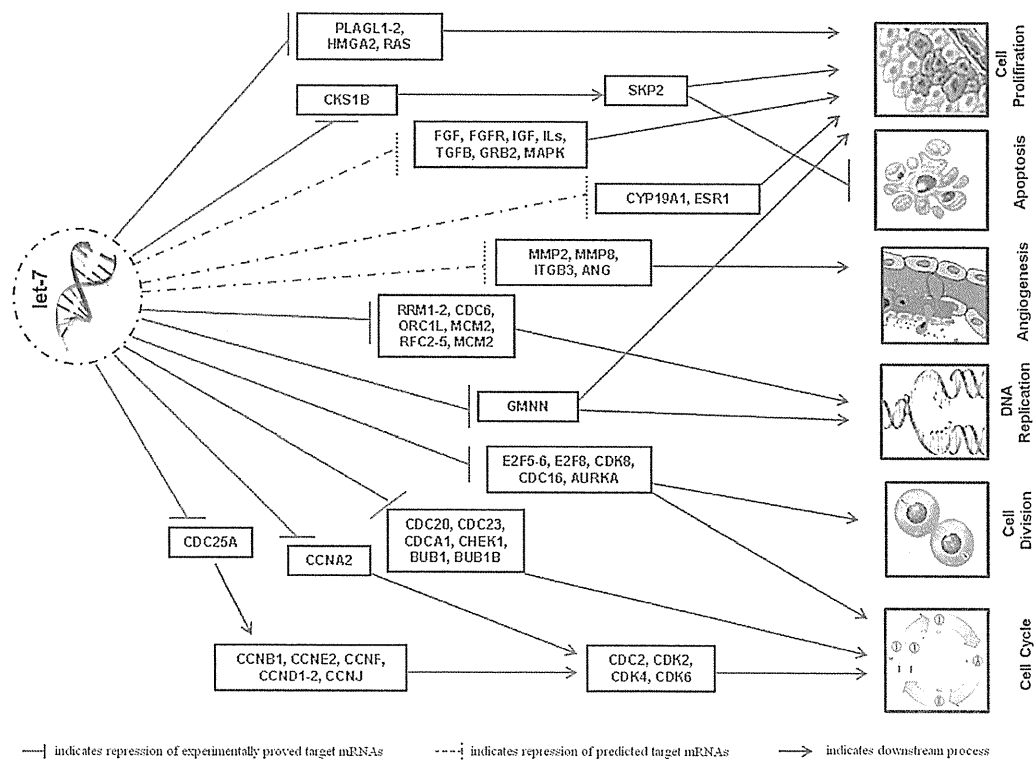 PLAGL1-2,
HMGA2, RAS
CKS1B
SKP2
FGF, FGFR, IGF, ILs,
TGFB, GRB2, MAPK
CYP19A1, ESR1
MMP2, MMP8,
ITGB3, ANG
RRM1-2, CDC6,
ORC1L, MCM2,
RFC2-5, MCM2
GMNN
E2F5-6, E2F8, CDK8,
CDC16, AURKA
CDC20, CDC23,
CDCA1, CHEK1,
BUB1, BUB1B
CDC25A
CCNA2
CCNB1, CCNE2, CCNF,
CCND1-2, CCNJ
CDC2, CDK2,
CDK4, CDK6
let-7
Cell
Prolifiration
Apoptosis
Angiogenesis
DNA
Replication
Cell
Division
Cell Cycle
indicates repression of experimentally proved target mRNAs
indicates repression of predicted target mRNAs
indicates downstream process